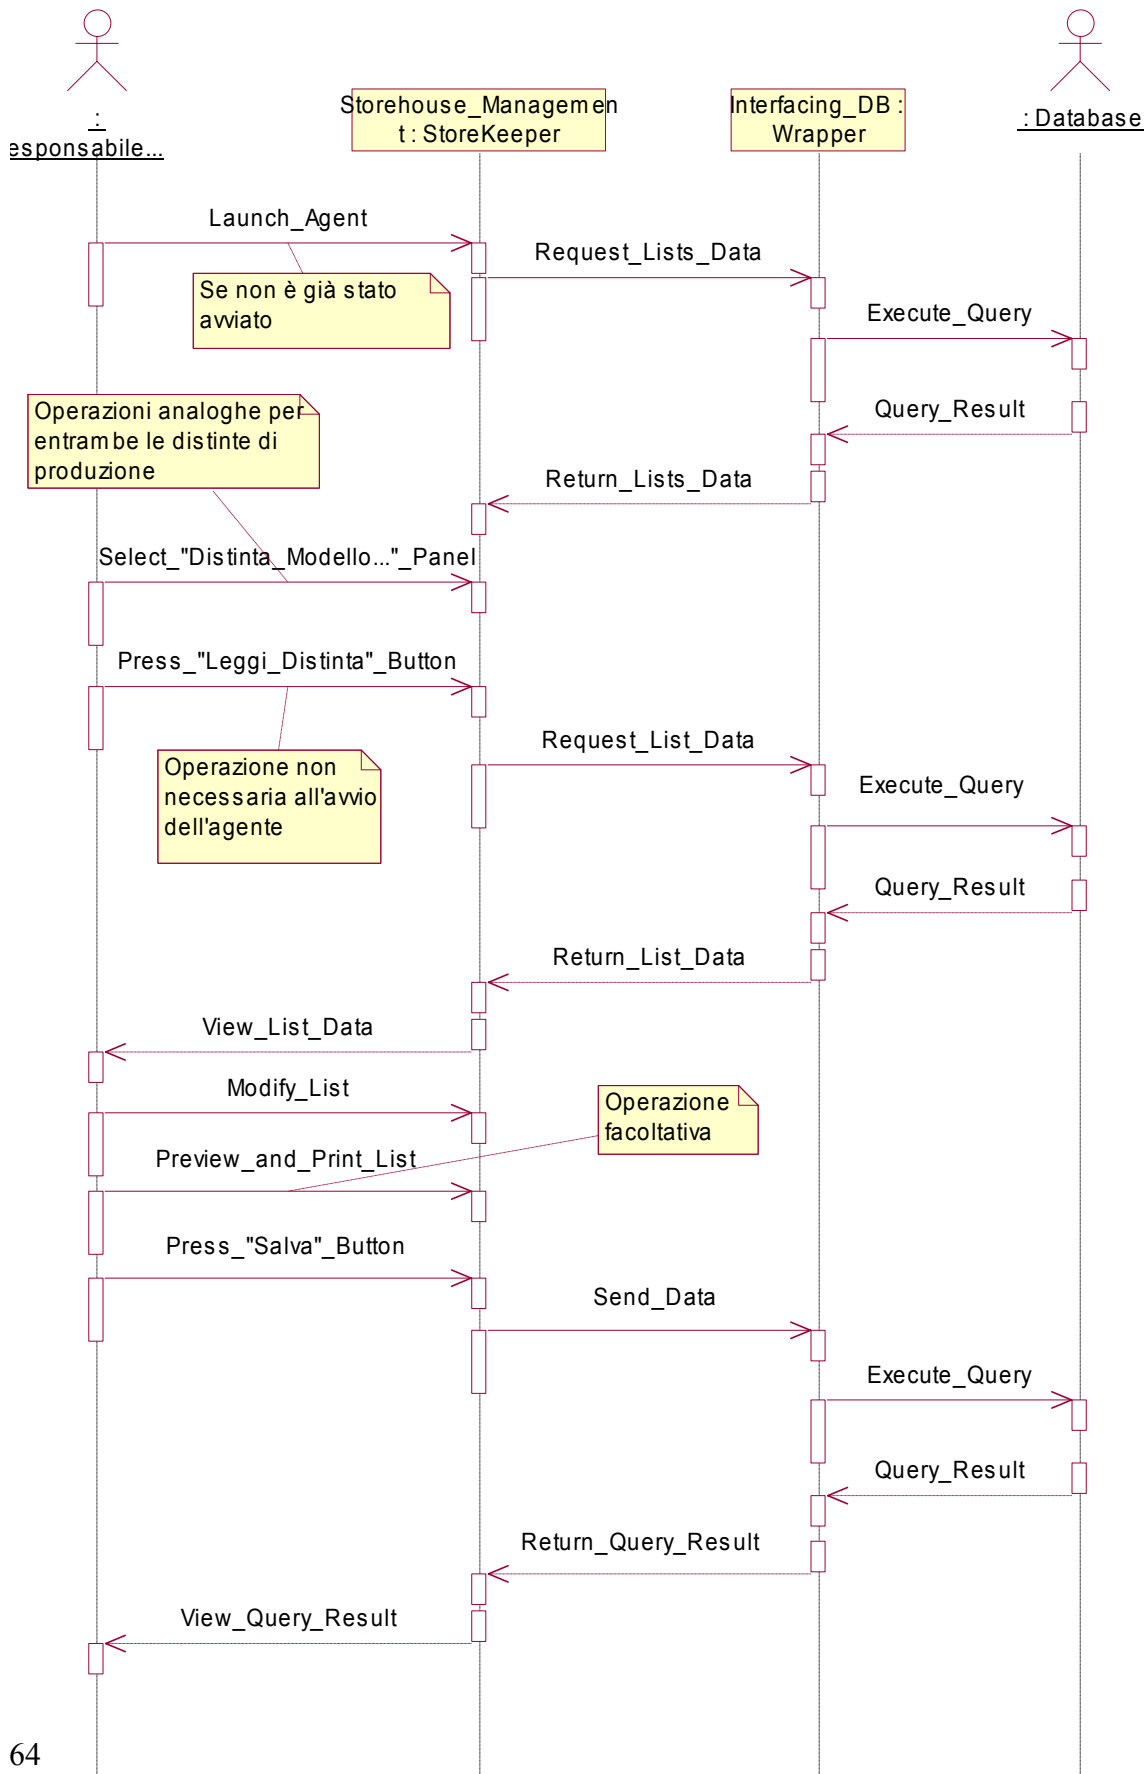 :
esponsabile...
Storehouse_Managemen
t : StoreKeeper
Interfacing_DB :
Wrapper
: Database
Launch_Agent
Request_Lists_Data
Se non è già stato
avviato
Execute_Query
Operazioni analoghe per
entrambe le distinte di
produzione
Query_Result
Return_Lists_Data
Select_"Distinta_Modello..."_Panel
Press_"Leggi_Distinta"_Button
Request_List_Data
Operazione non
necessaria all'avvio
dell'agente
Execute_Query
Query_Result
Return_List_Data
View_List_Data
Modify_List
Operazione
facoltativa
Preview_and_Print_List
Press_"Salva"_Button
Send_Data
Execute_Query
Query_Result
Return_Query_Result
View_Query_Result
64